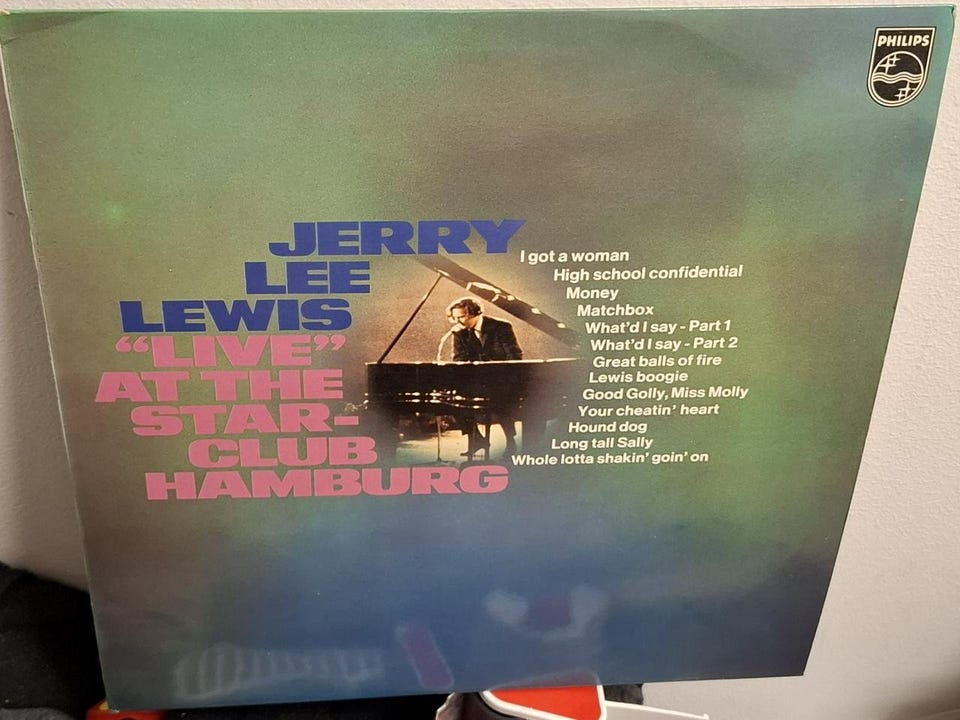 PHILIPS
JERRY
LEE
LEWIS
“LIVE”
AT THE
STAR-
CLUB
HAMBURG
I got a woman
High school confidential
Money
Matchbox
What'd I say - Part 1
What'd I say - Part 2
Great balls of fire
Lewis boogie
Good Golly, Miss Molly
Your cheatin' heart
Hound dog
Long tall Sally
Whole lotta shakin' goin' on